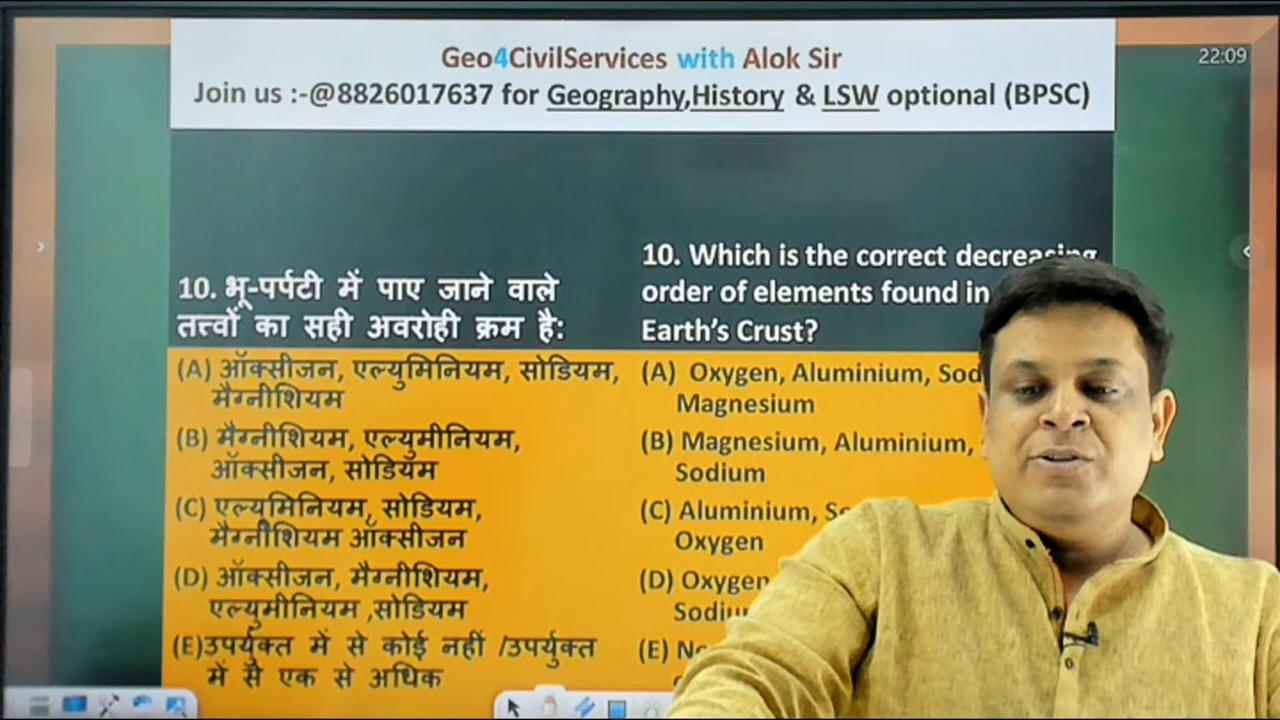 Geo4CivilServices with Alok Sir
Join us :-@8826017637 for Geography,History & LSW optional (BPSC)
22:09
10. भू-पर्पटी में पाए जाने वाले
तत्त्वों का सही अवरोही क्रम है:
(A) ऑक्सीजन, एल्युमिनियम, सोडियम,
मैग्नीशियम
(B) मैग्नीशियम, एल्युमीनियम,
ऑक्सीजन, सोडियम
(C) एल्युमिनियम, सोडियम,
मैग्नीशियम ऑक्सीजन
(D) ऑक्सीजन, मैग्नीशियम,
एल्युमीनियम ,सोडियम
(E)उपर्युक्त में से कोई नहीं /उपर्युक्त
में से एक से अधिक
10. Which is the correct decreasing
order of elements found in
Earth's Crust?
(A) Oxygen, Aluminium,
Magnesium
(B) Magnesium, Aluminium,
Sodium
(C) Aluminium,
Oxygen
(D) Oxygen
(E)